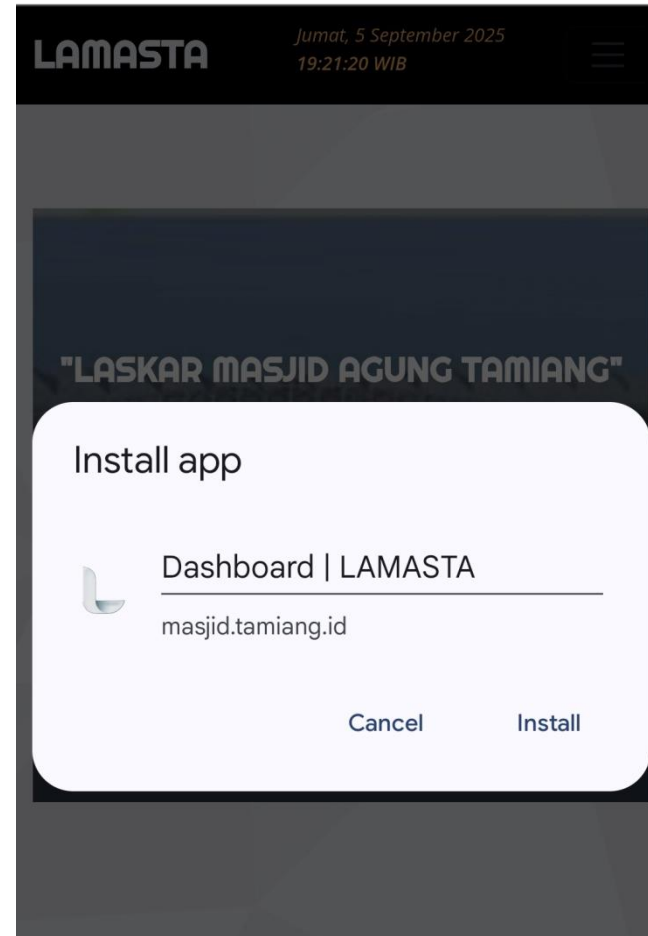 LAMASTA
Jumat, 5 September 2025
19:21:20 WIB
"LASKAR MASJID AGUNG TAMIANG"
Install app
Dashboard | LAMASTA
masjid.tamiang.id
Cancel
Install